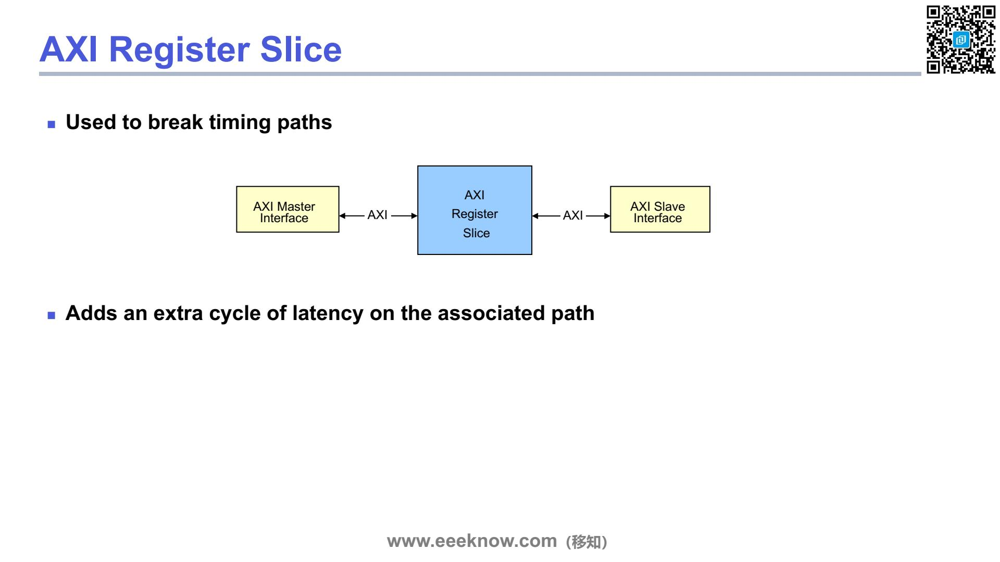 AXI Register Slice
Used to break timing paths
AXI Master
Interface
AXI
AXI
Register
Slice
AXI
AXI Slave
Interface
Adds an extra cycle of latency on the associated path
www.eeeknow.com (移知)